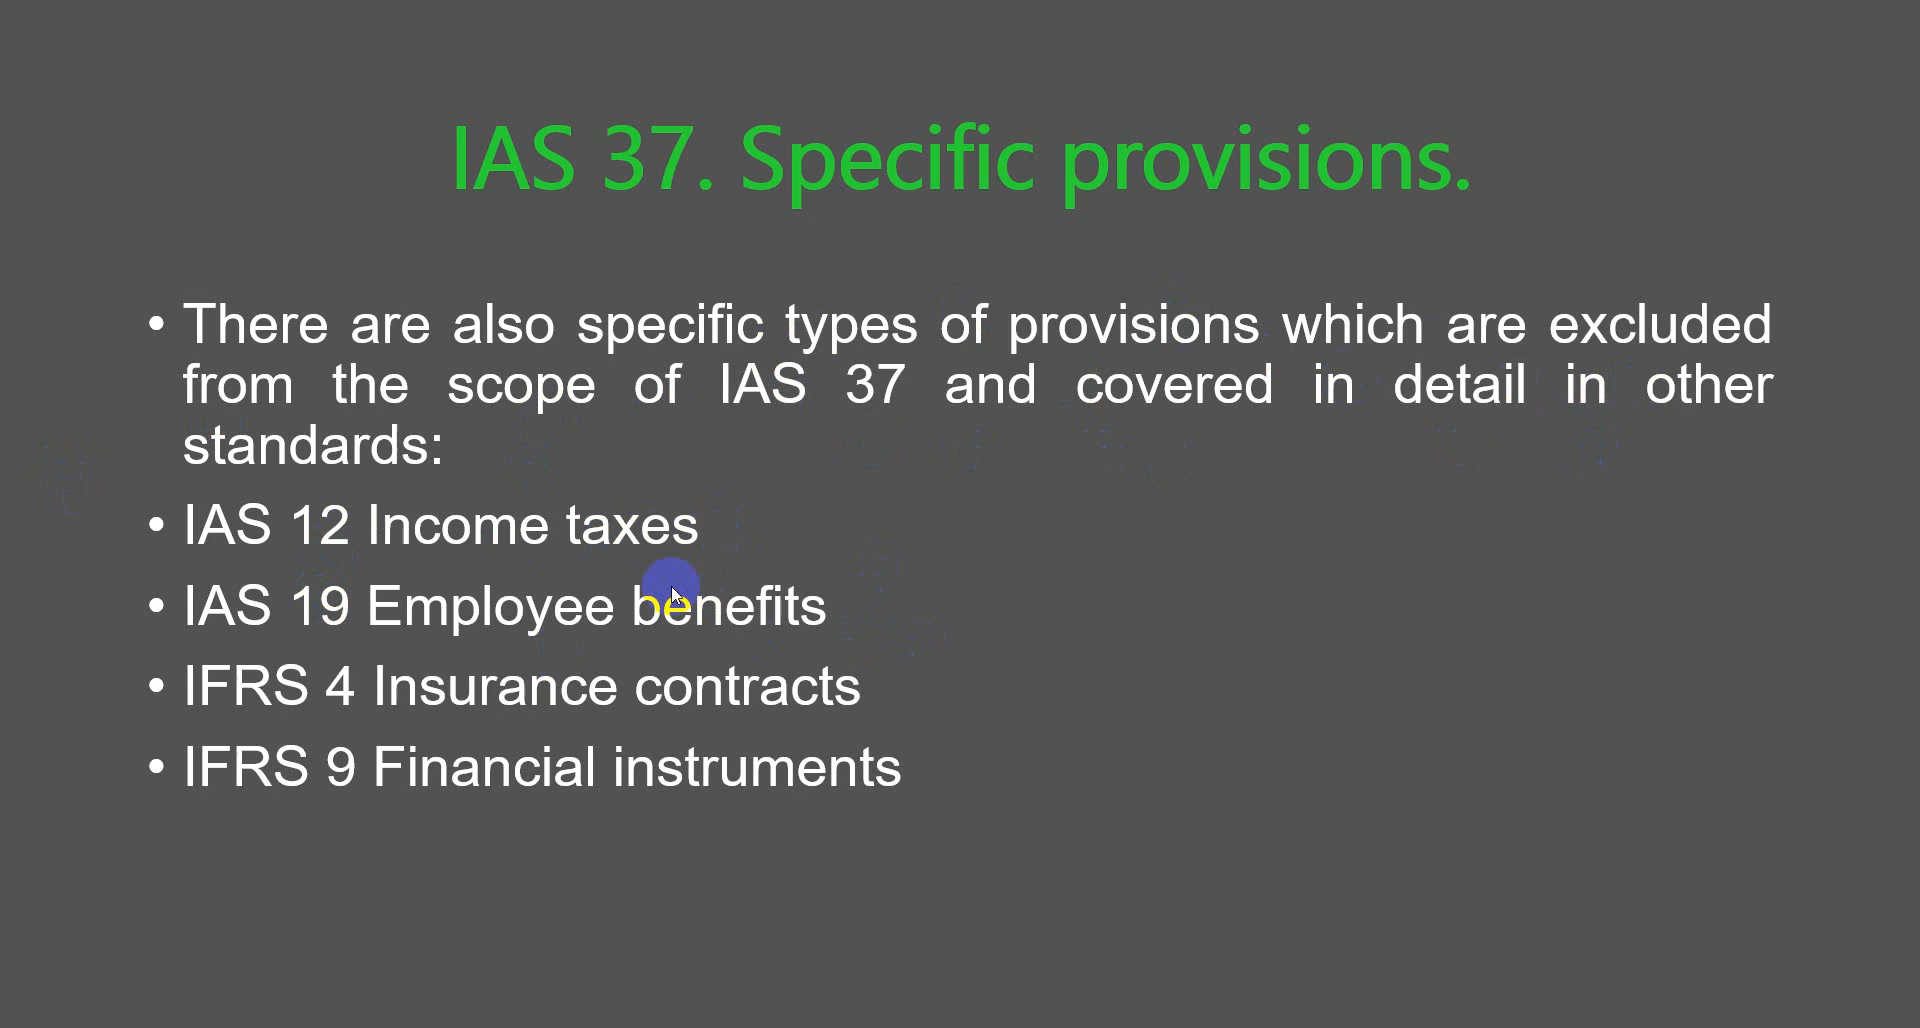 IAS 37. Specific provisions.
• There are also specific types of provisions which are excluded
from the scope of IAS 37 and covered in detail in other
standards:
• IAS 12 Income taxes
• IAS 19 Employee benefits
• IFRS 4 Insurance contracts
• IFRS 9 Financial instruments